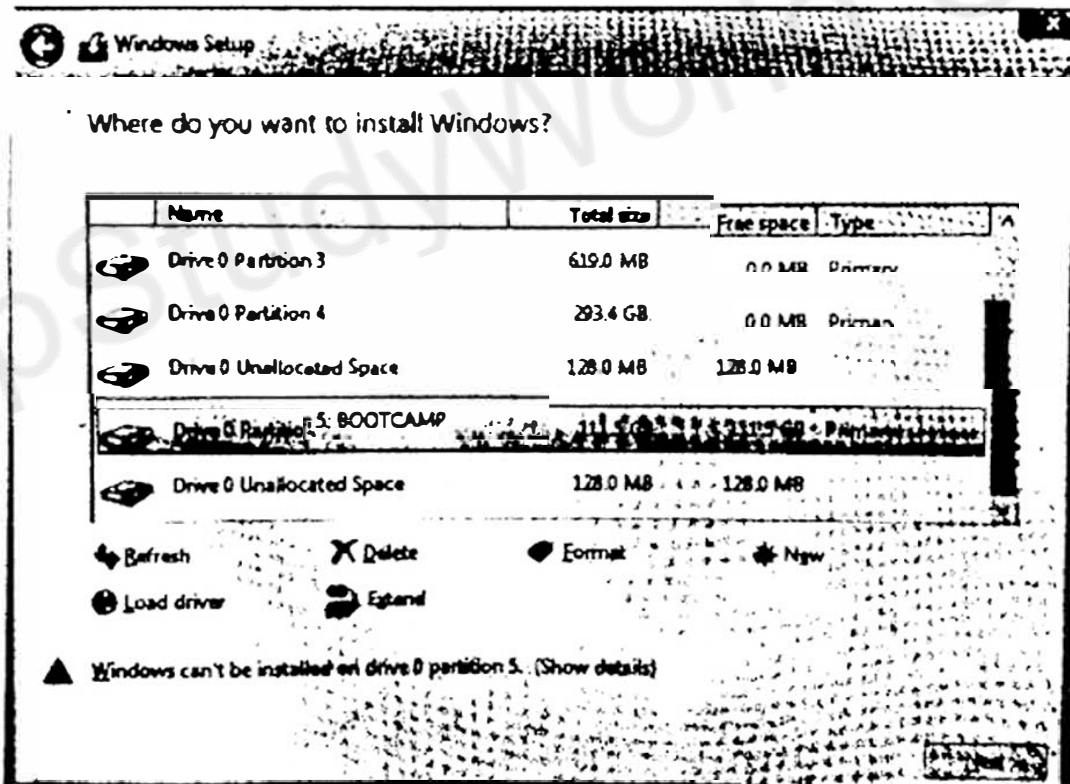 Windows Setup
Where do you want to install Windows?
Name Total size Free space Type
Drive 0 Partition 3 619.0 MB 0.0 MB Primary
Drive 0 Partition 4 293.4 GB 0.0 MB Primary
Drive 0 Unallocated Space 128.0 MB 128.0 MB
Drive 0 Partition 5: BOOTCAMP
Drive 0 Unallocated Space 128.0 MB 128.0 MB
Refresh Delete Format New
Load driver Extend
Windows can't be installed on drive 0 partition 5. (Show details)